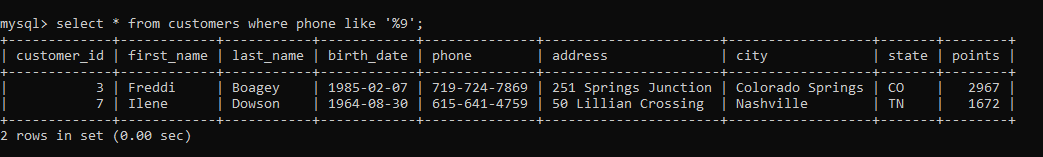 mysql> select * from customers where phone like '%9';
+-------------+------------+-----------+------------+--------------+----------------------+------------------+-------+--------+
| customer_id | first_name | last_name | birth_date | phone        | address              | city             | state | points |
+-------------+------------+-----------+------------+--------------+----------------------+------------------+-------+--------+
|           3 | Freddi     | Boagey    | 1985-02-07 | 719-724-7869 | 251 Springs Junction | Colorado Springs | CO    |   2967 |
|           7 | Ilene      | Dowson    | 1964-08-30 | 615-641-4759 | 50 Lillian Crossing  | Nashville        | TN    |   1672 |
+-------------+------------+-----------+------------+--------------+----------------------+------------------+-------+--------+
2 rows in set (0.00 sec)